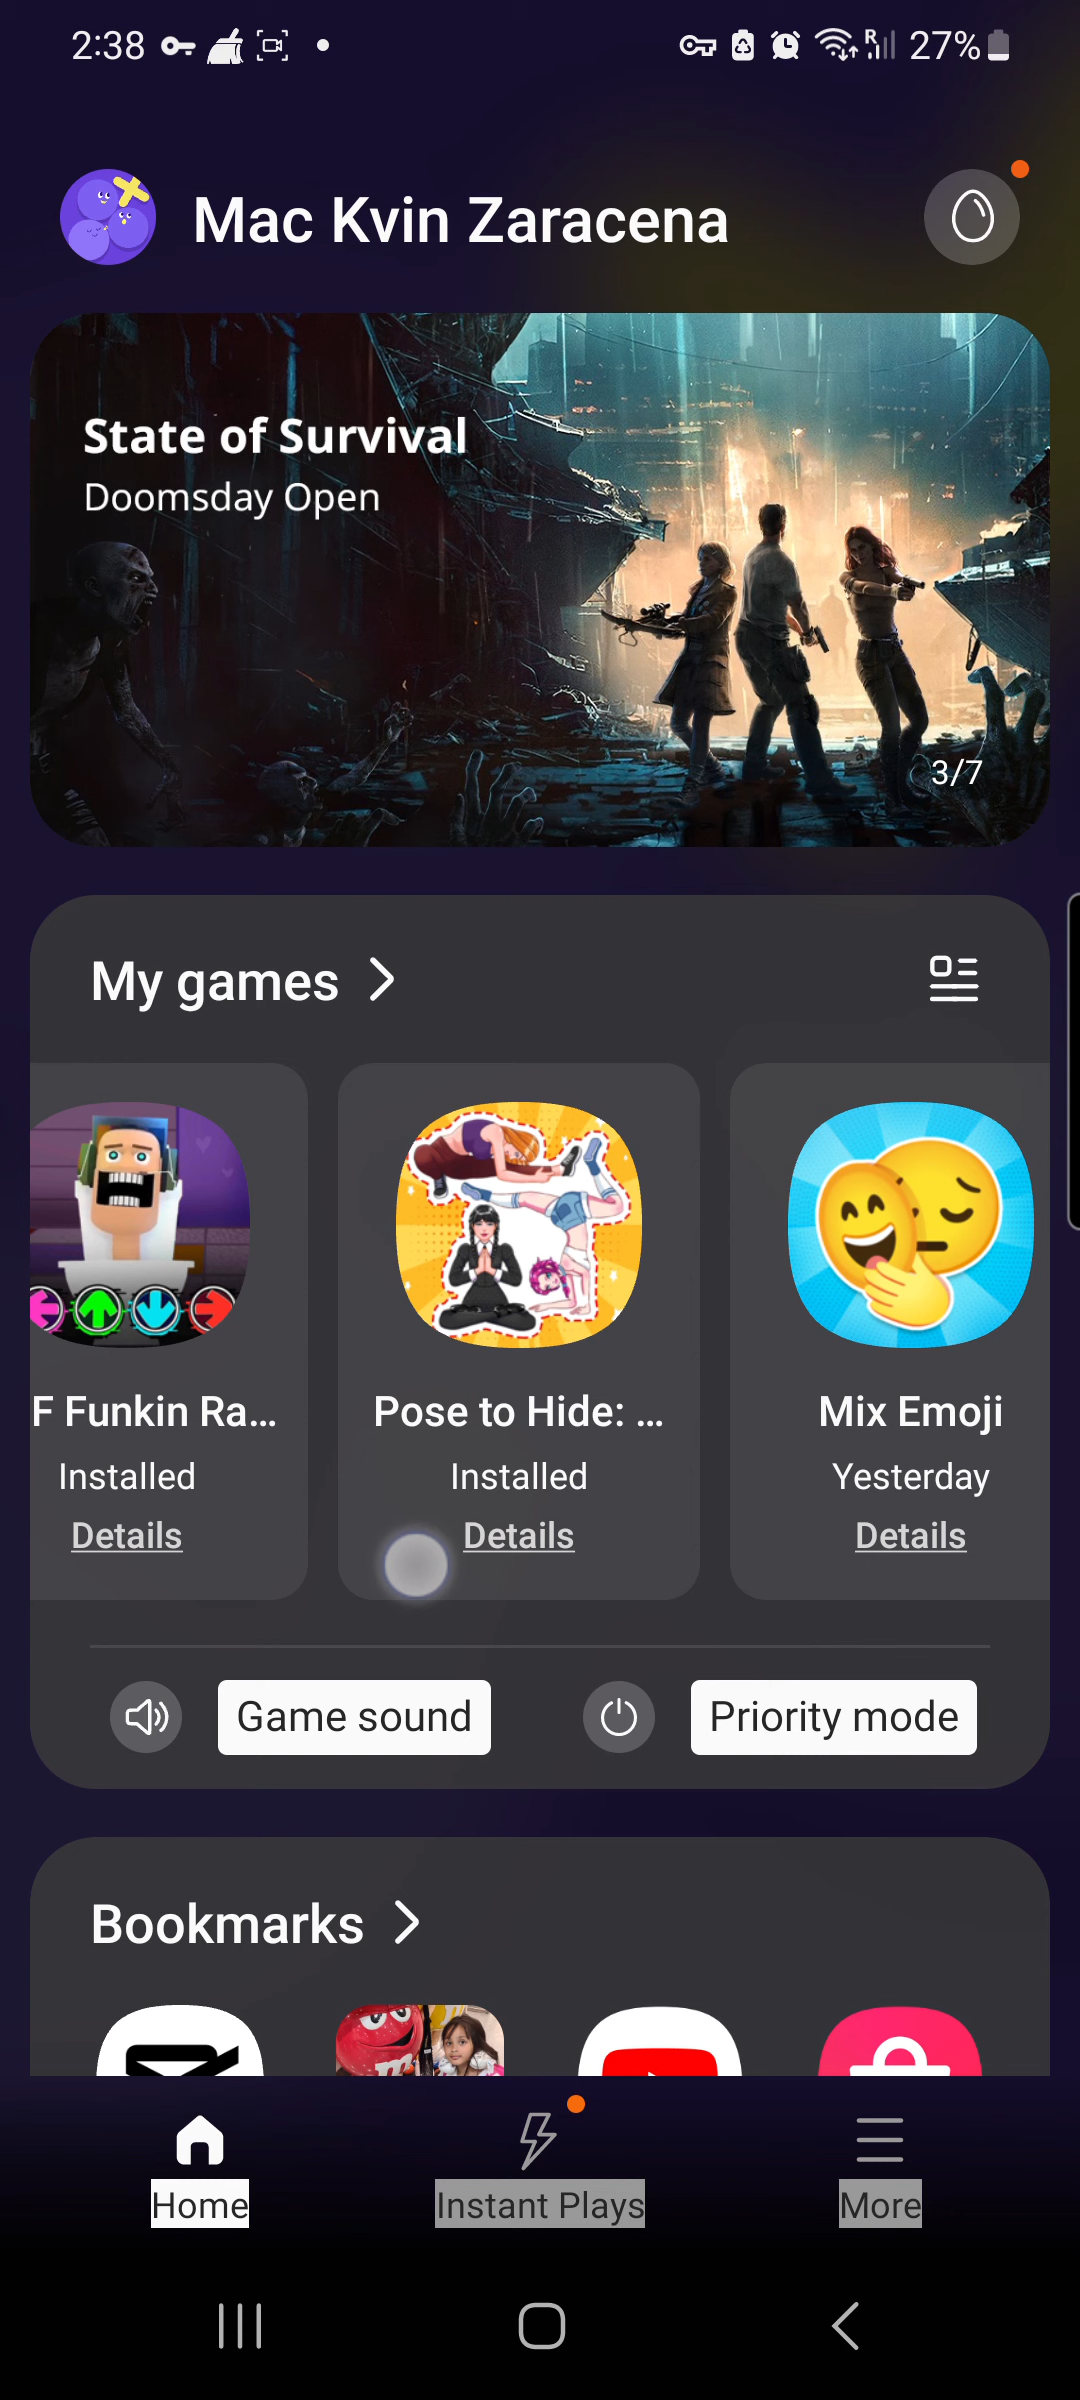 2:38
R
27%
Mac Kvin Zaracena
State of Survival
Doomsday Open
3/7
My games
F Funkin Ra...
Installed
Details
Pose to Hide: ...
Installed
Details
Mix Emoji
Yesterday
Details
Game sound
Priority mode
Bookmarks
m
Home
Instant Plays
More